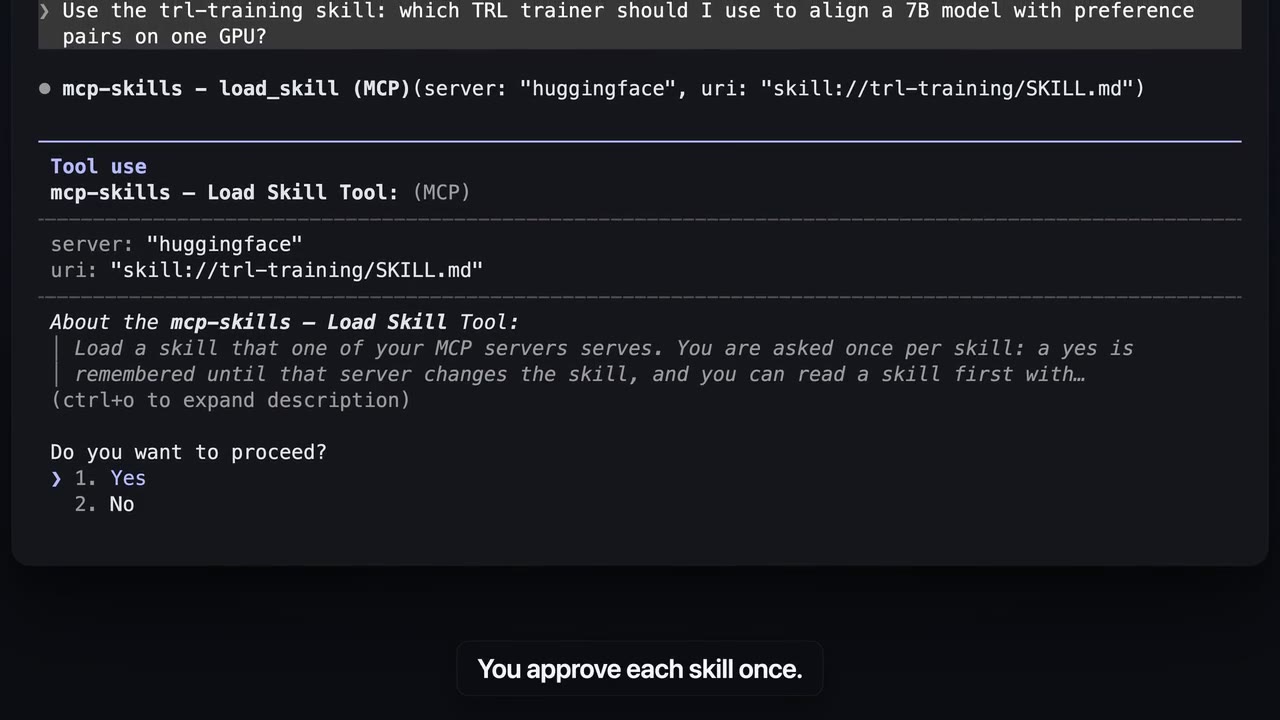 ❯ Use the trl-training skill: which TRL trainer should I use to align a 7B model with preference
pairs on one GPU?
● mcp-skills - load_skill (MCP)(server: "huggingface", uri: "skill://trl-training/SKILL.md")
Tool use
mcp-skills — Load Skill Tool: (MCP)
server: "huggingface"
uri: "skill://trl-training/SKILL.md"
About the mcp-skills — Load Skill Tool:
Load a skill that one of your MCP servers serves. You are asked once per skill: a yes is
remembered until that server changes the skill, and you can read a skill first with…
(ctrl+o to expand description)
Do you want to proceed?
❯ 1. Yes
2. No
You approve each skill once.